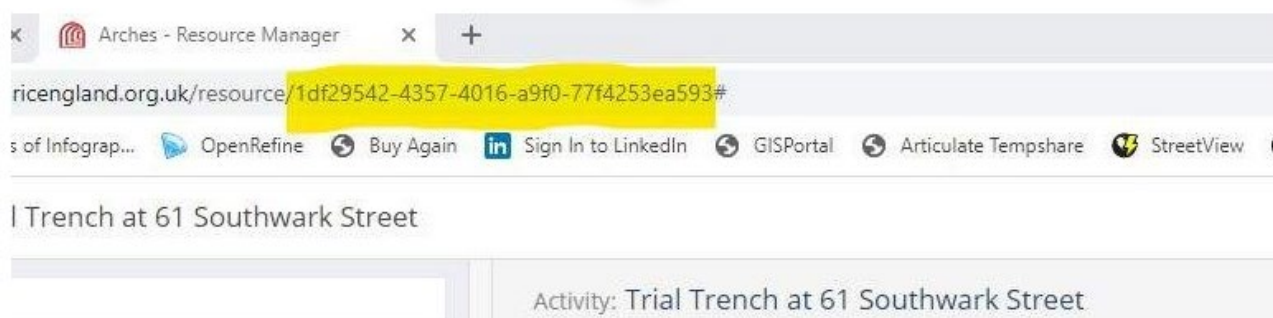 Arches - Resource Manager
ricengland.org.uk/resource/1df29542-4357-4016-a9f0-77f4253ea593#
s of Infograp... OpenRefine Buy Again in Sign In to LinkedIn GISPortal Articulate Tempshare StreetView
l Trench at 61 Southwark Street
Activity: Trial Trench at 61 Southwark Street